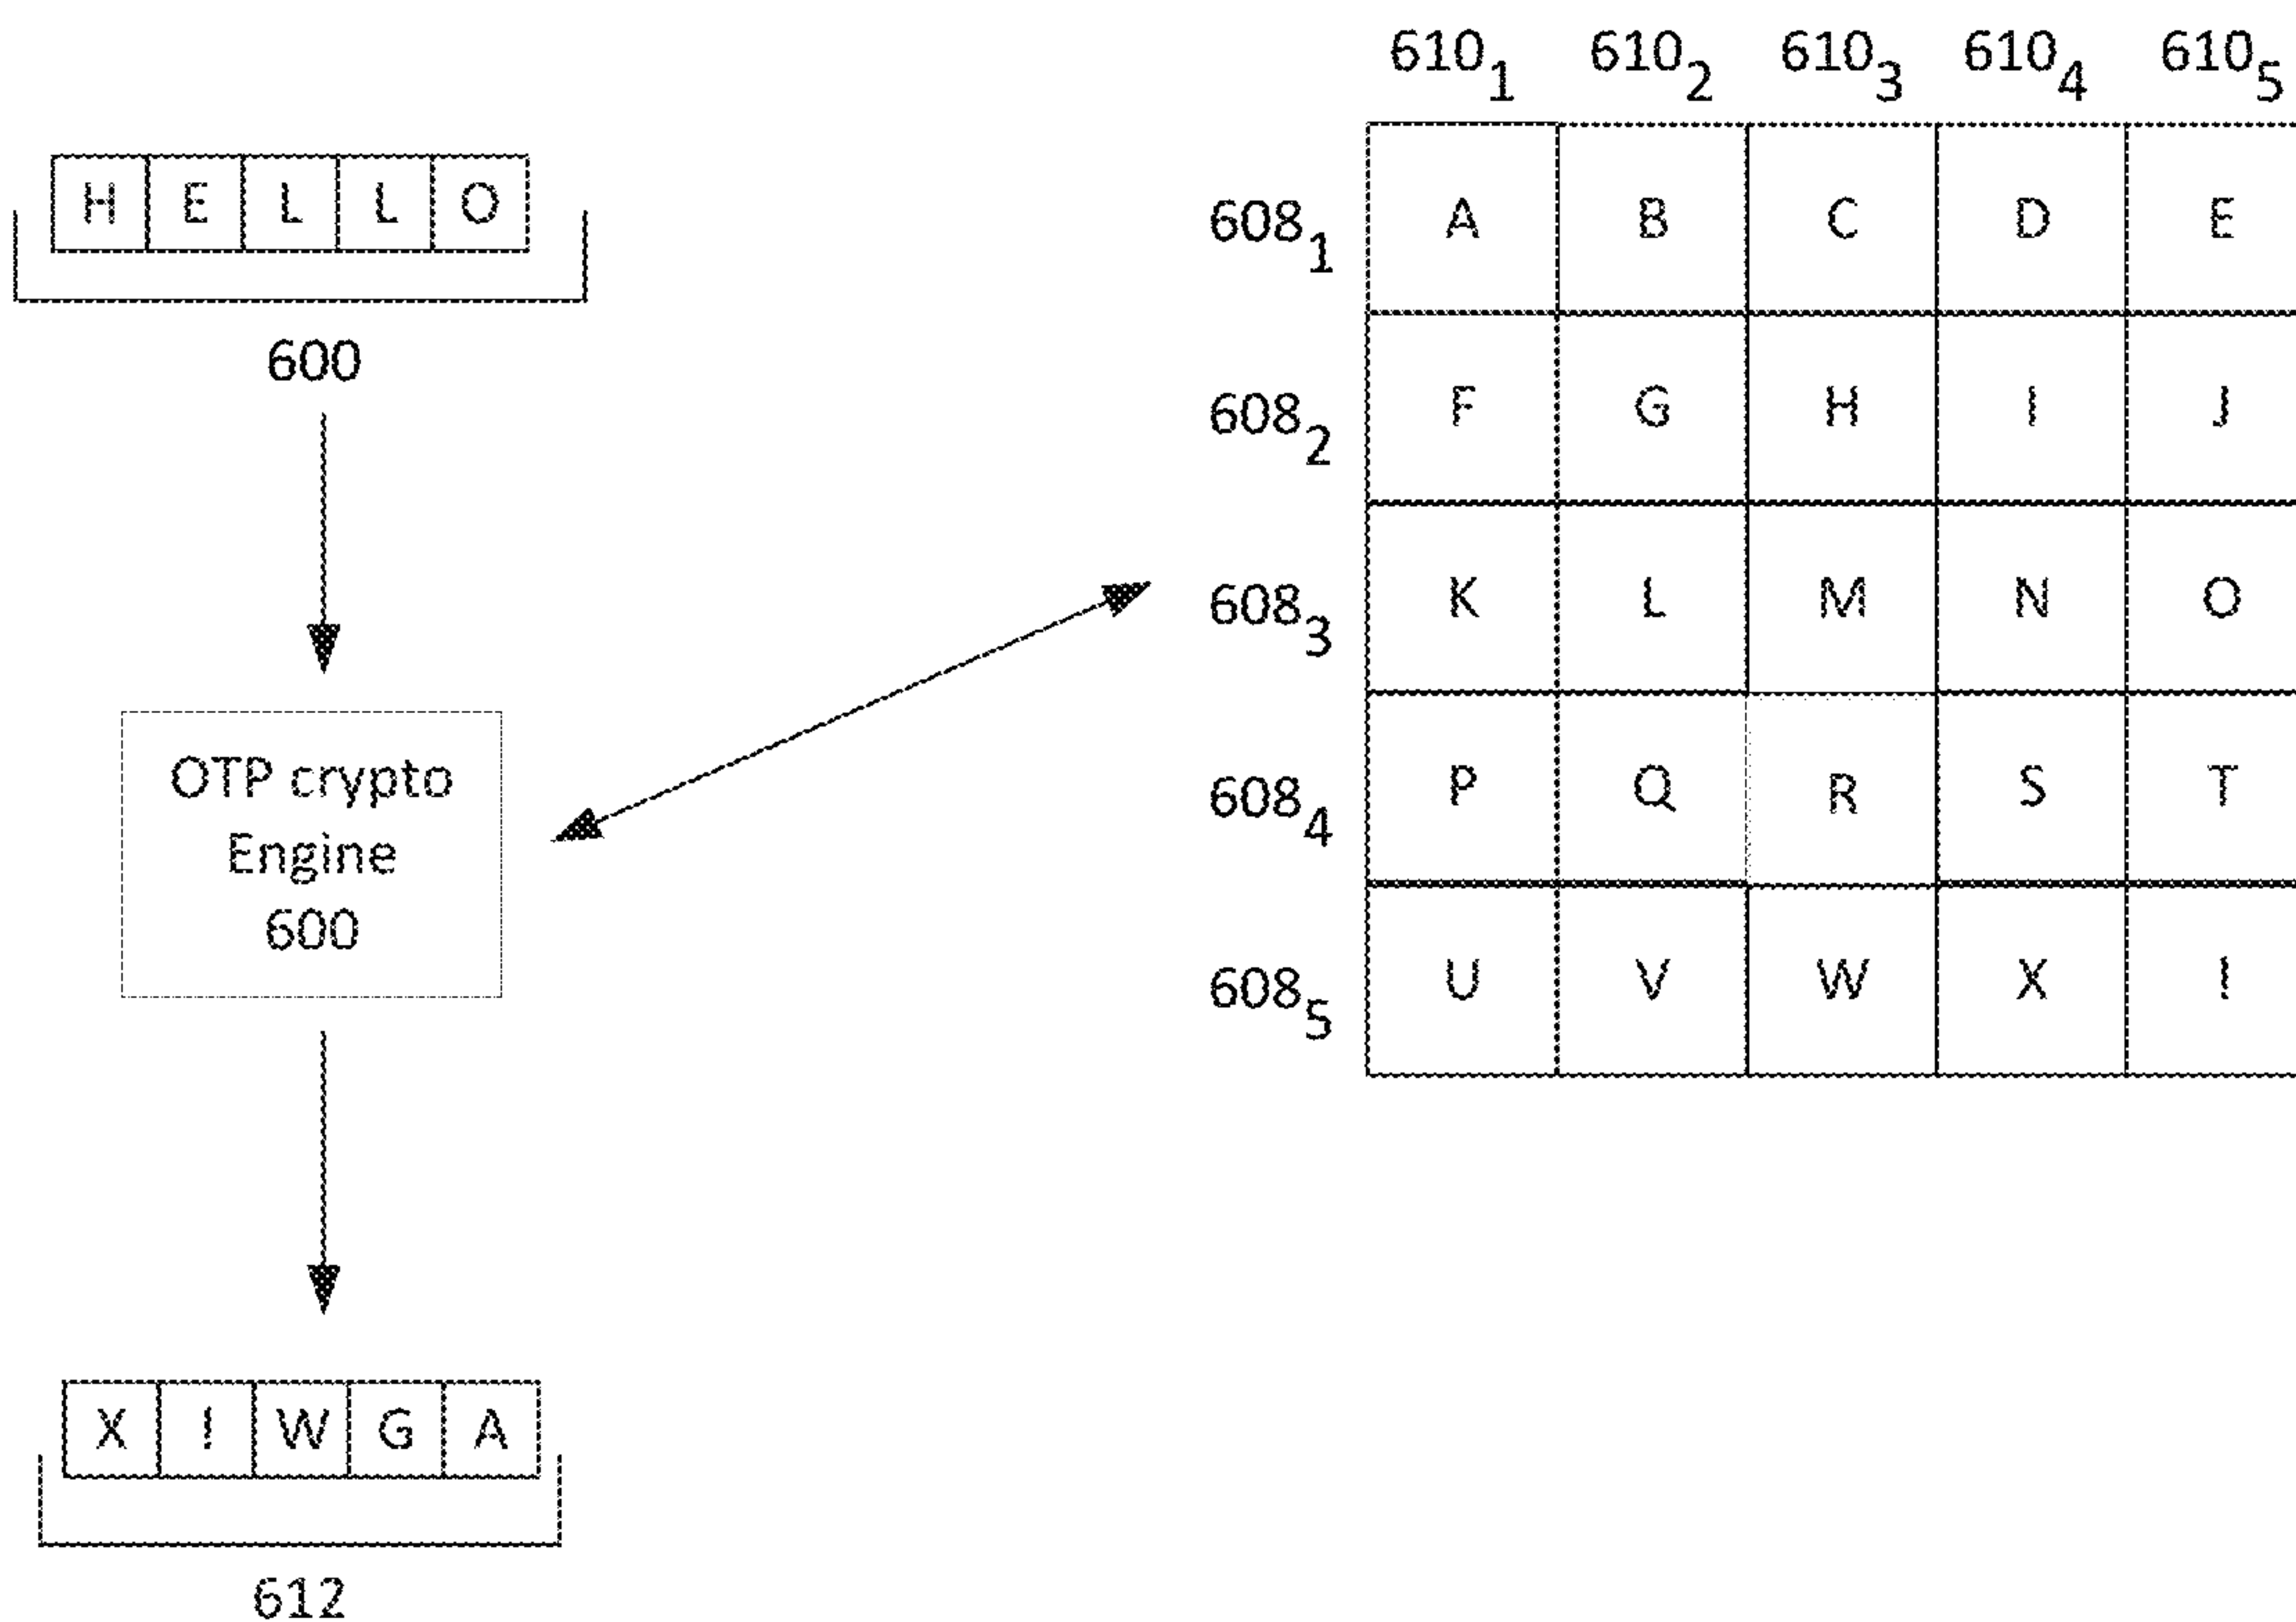 H E L L O
600
OTP crypto
Engine
600
X ! W G A
612
610₁ 610₂ 610₃ 610₄ 610₅
608₁ A B C D E
608₂ F G H I J
608₃ K L M N O
608₄ P Q R S T
608₅ U V W X !